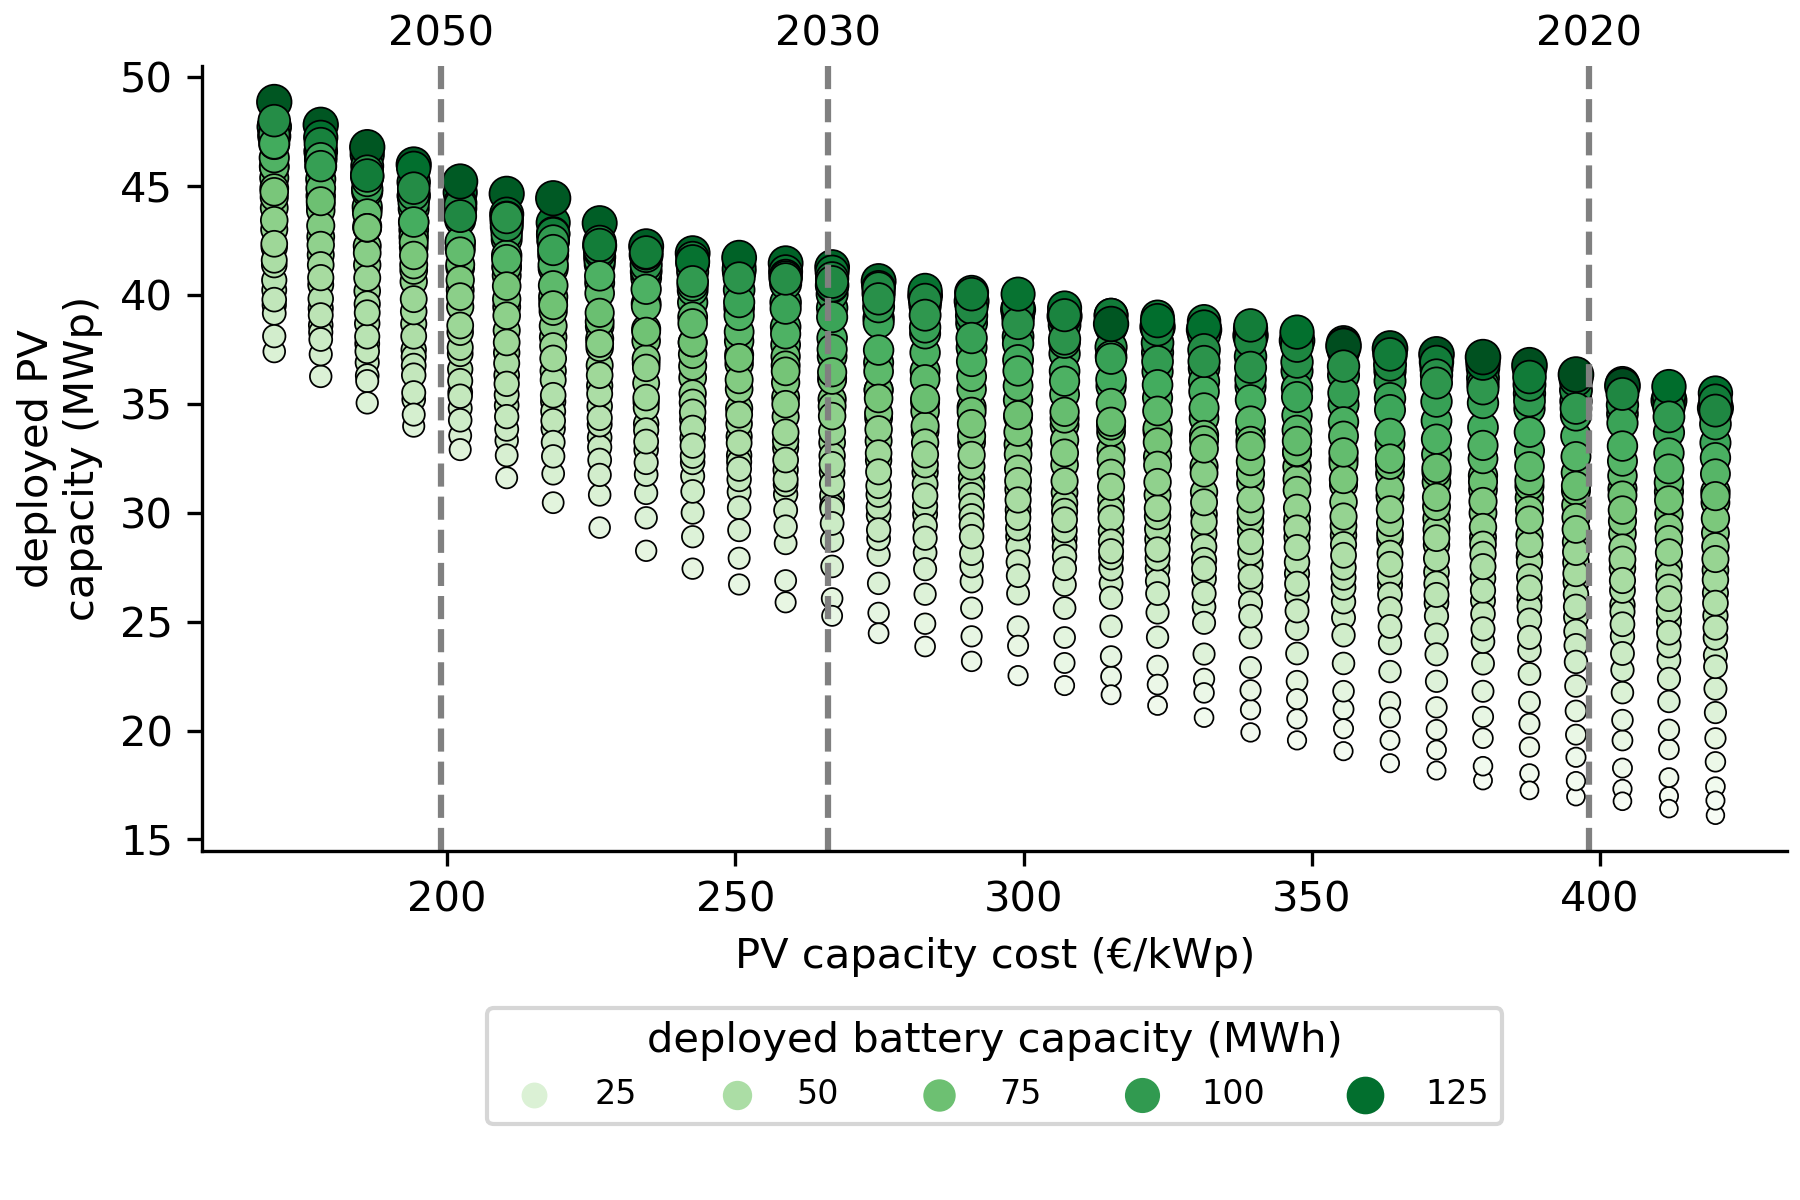 2050 2030 2020
deployed PV
capacity (MWp)
50
45
40
35
30
25
20
15
200 250 300 350 400
PV capacity cost (€/kWp)
deployed battery capacity (MWh)
25 50 75 100 125